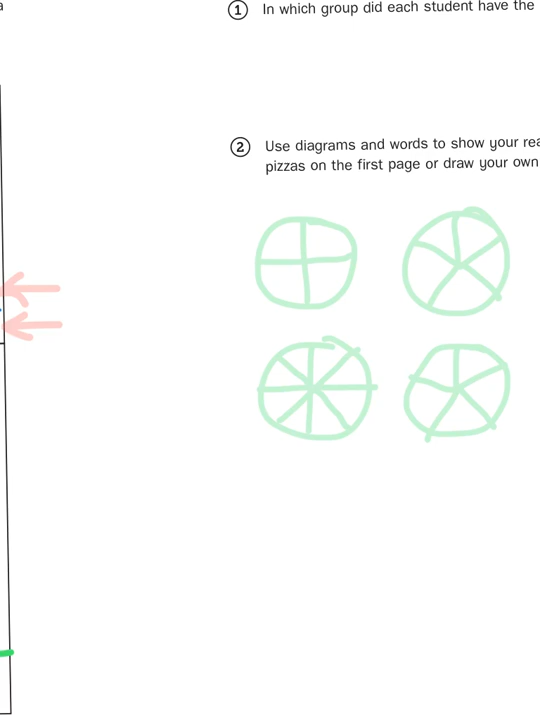 a
1 In which group did each student have the
2 Use diagrams and words to show your rea
pizzas on the first page or draw your own